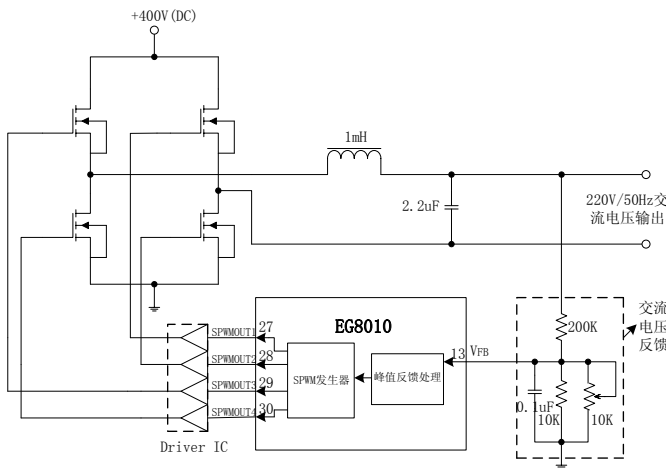 +400V(DC)
1mH
2.2uF
220V/50Hz交
流电压输出
EG8010
交流
电压
反馈
200K
SPWMOUT1
27
SPWMOUT2
28
SPWMOUT3
29
SPWMOUT4
30
SPWM发生器
峰值反馈处理
13
VFB
0.1uF
10K
10K
Driver IC